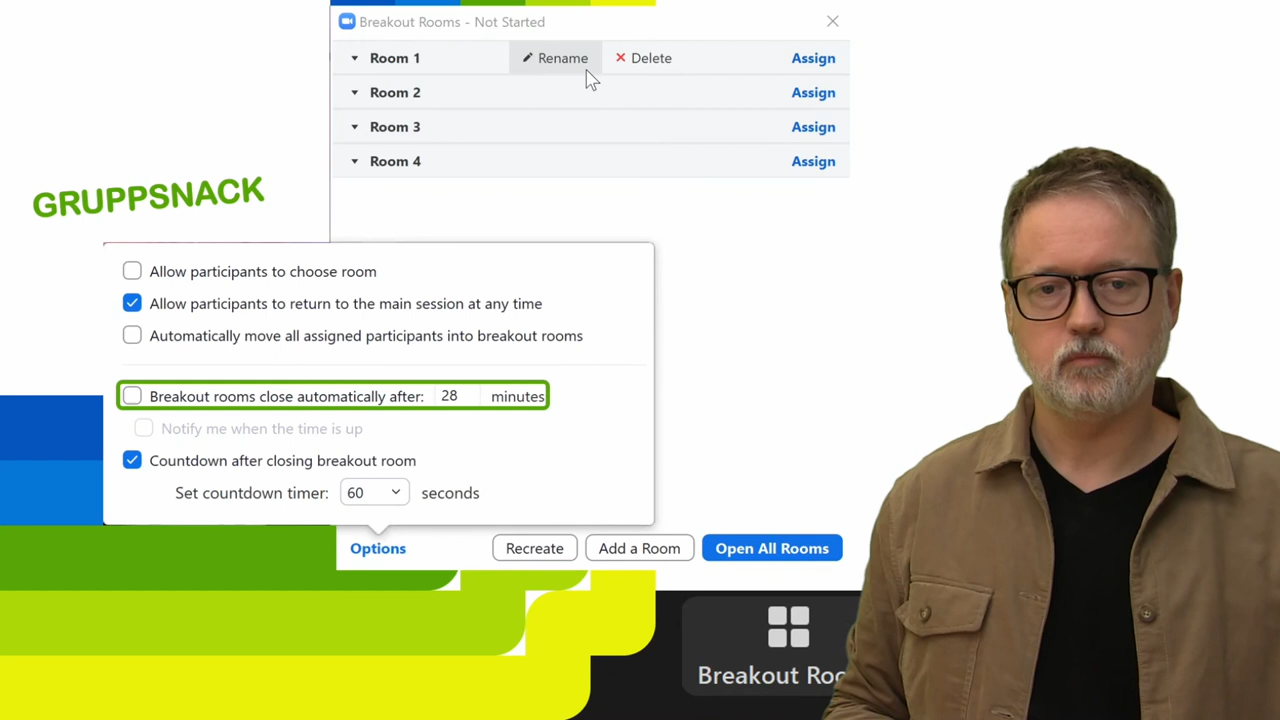 Breakout Rooms - Not Started
Room 1 Rename Delete Assign
Room 2 Assign
Room 3 Assign
Room 4 Assign
GRUPPSNACK
Allow participants to choose room
Allow participants to return to the main session at any time
Automatically move all assigned participants into breakout rooms
Breakout rooms close automatically after: 28 minutes
Notify me when the time is up
Countdown after closing breakout room
Set countdown timer: 60 seconds
Options Recreate Add a Room Open All Rooms
Breakout